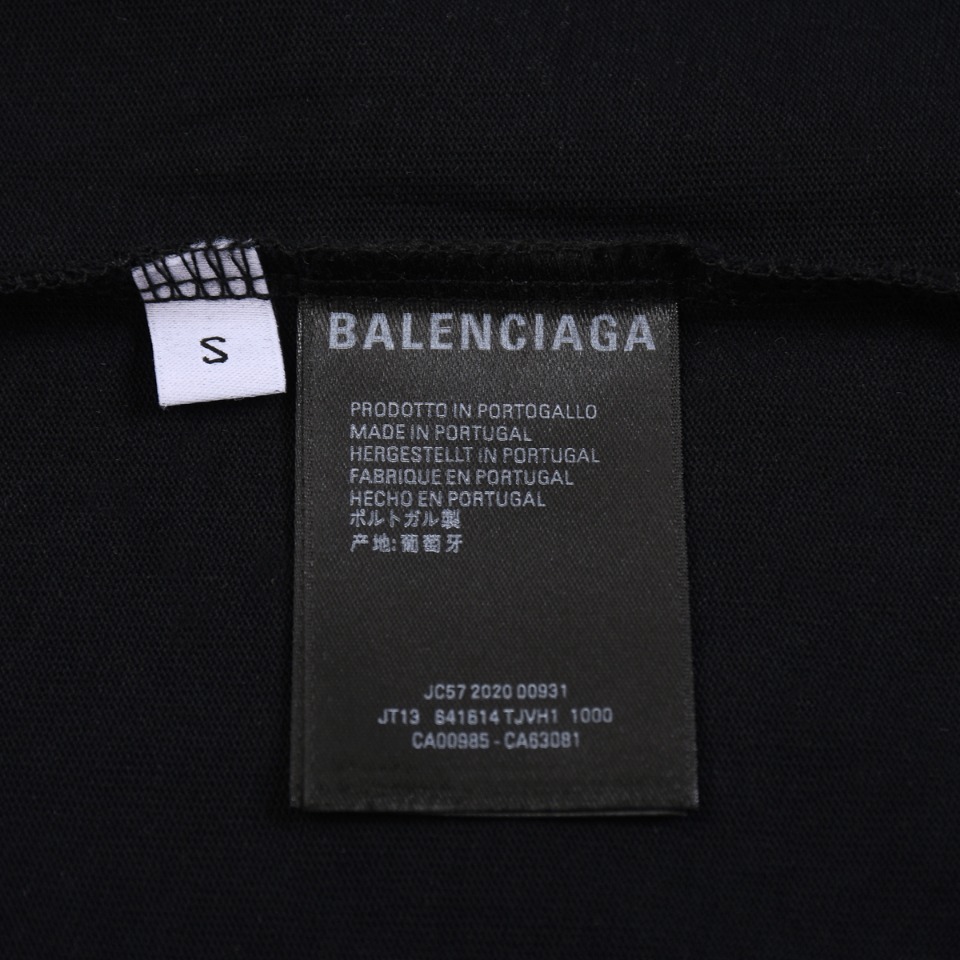 S
BALENCIAGA
PRODOTTO IN PORTOGALLO
MADE IN PORTUGAL
HERGESTELLT IN PORTUGAL
FABRIQUE EN PORTUGAL
HECHO EN PORTUGAL
ポルトガル製
产地:葡萄牙
JC57 2020 00931
JT13 641614 TJVH1 1000
CA00985 - CA63081